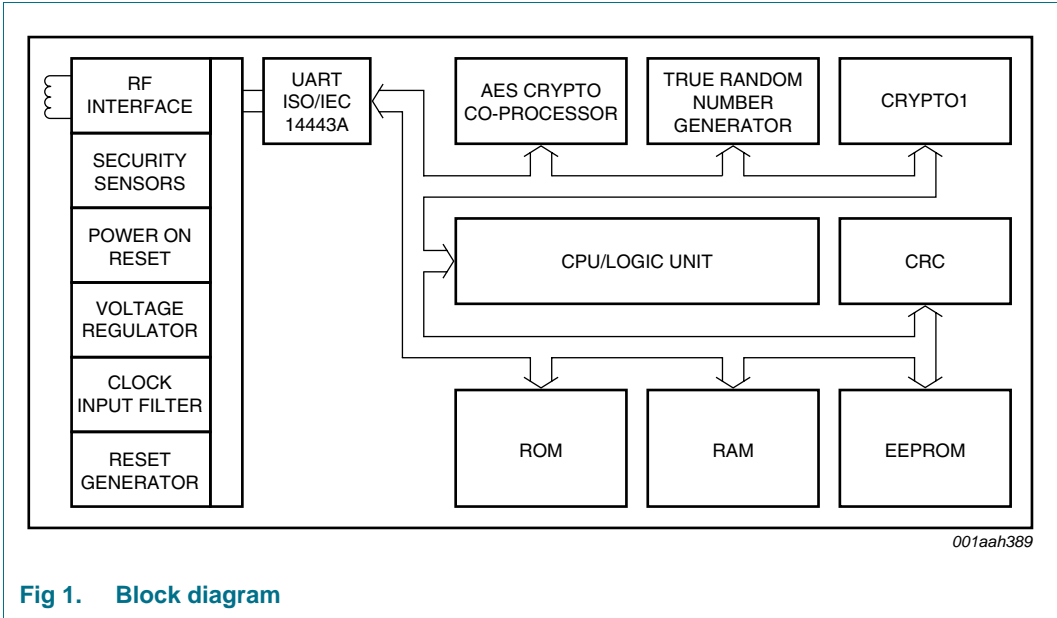 RF
INTERFACE
SECURITY
SENSORS
POWER ON
RESET
VOLTAGE
REGULATOR
CLOCK
INPUT FILTER
RESET
GENERATOR
UART
ISO/IEC
14443A
AES CRYPTO
CO-PROCESSOR
TRUE RANDOM
NUMBER
GENERATOR
CRYPTO1
CPU/LOGIC UNIT
CRC
ROM
RAM
EEPROM
001aah389
Fig 1. Block diagram